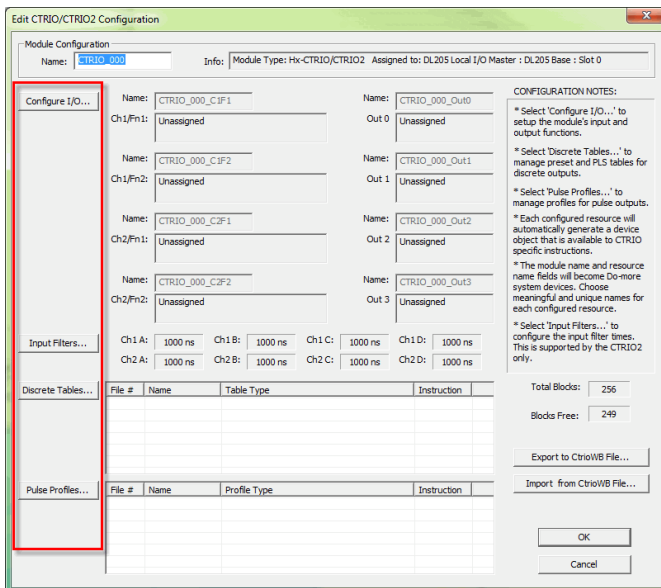 Edit CTRIO/CTRIO2 Configuration
Module Configuration
Name: CTRIO_000 Info: Module Type: Hx-CTRIO/CTRIO2 Assigned to: DL205 Local I/O Master : DL205 Base : Slot 0
Configure I/O...
Name: CTRIO_000_C1F1 Name: CTRIO_000_Out0
Ch1/Fn1: Unassigned Out 0 Unassigned
Name: CTRIO_000_C1F2 Name: CTRIO_000_Out1
Ch1/Fn2: Unassigned Out 1 Unassigned
Name: CTRIO_000_C2F1 Name: CTRIO_000_Out2
Ch2/Fn1: Unassigned Out 2 Unassigned
Name: CTRIO_000_C2F2 Name: CTRIO_000_Out3
Ch2/Fn2: Unassigned Out 3 Unassigned
CONFIGURATION NOTES:
* Select 'Configure I/O...' to
setup the module's input and
output functions.
* Select 'Discrete Tables...' to
manage preset and PLS tables for
discrete outputs.
* Select 'Pulse Profiles...' to
manage profiles for pulse outputs.
* Each configured resource will
automatically generate a device
object that is available to CTRIO
specific instructions.
* The module name and resource
name fields will become Do-more
system devices. Choose
meaningful and unique names for
each configured resource.
* Select 'Input Filters...' to
configure the input filter times.
This is supported by the CTRIO2
only.
Input Filters...
Ch1 A: 1000 ns Ch1 B: 1000 ns Ch1 C: 1000 ns Ch1 D: 1000 ns
Ch2 A: 1000 ns Ch2 B: 1000 ns Ch2 C: 1000 ns Ch2 D: 1000 ns
Discrete Tables...
File # Name Table Type Instruction
Total Blocks: 256
Blocks Free: 249
Export to CtrioWB File...
Import from CtrioWB File...
Pulse Profiles...
File # Name Profile Type Instruction
OK
Cancel